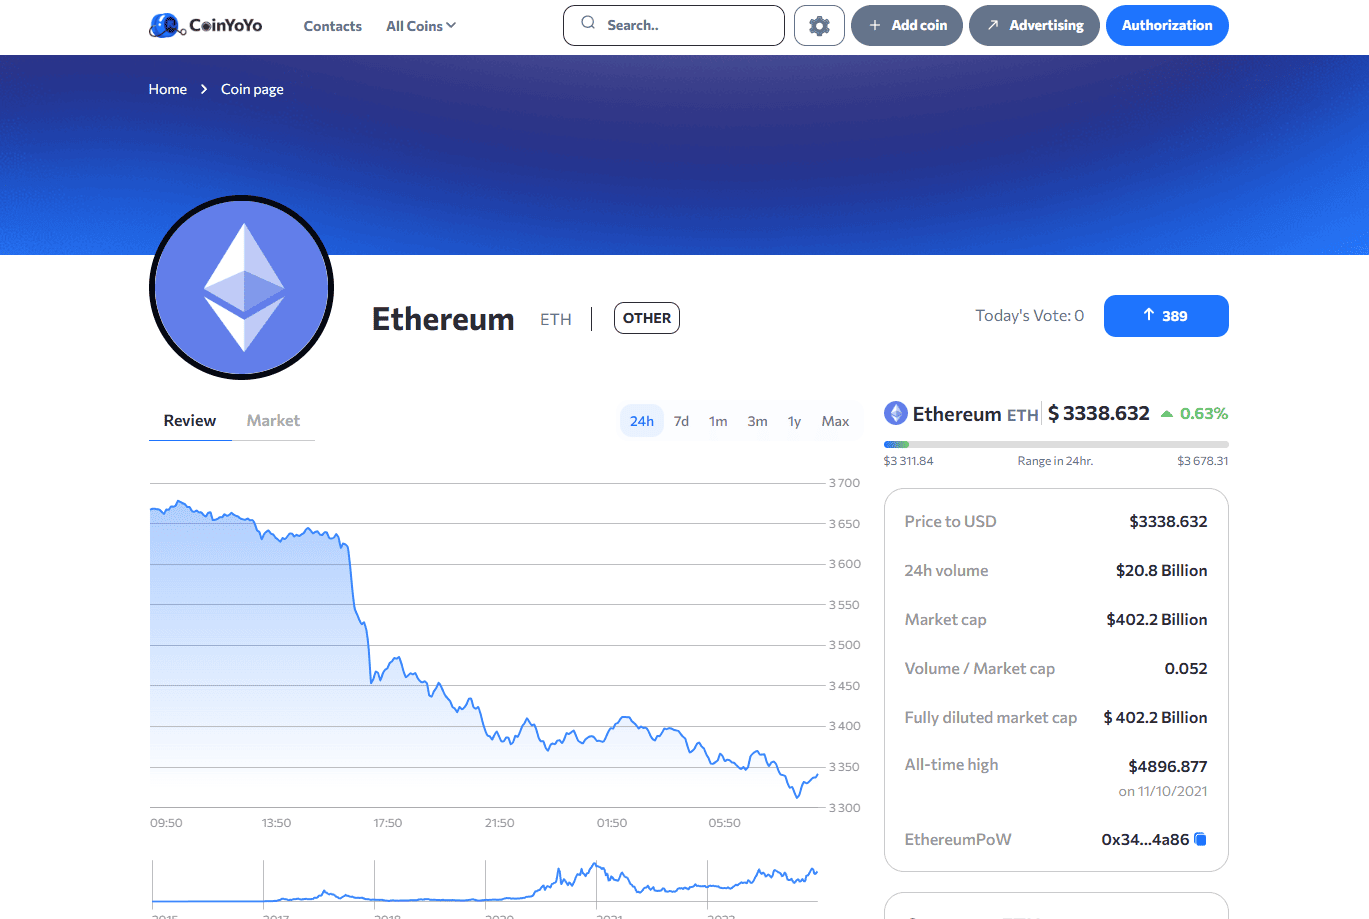 CoinYoYo
Contacts
All Coins
Search..
Add coin
Advertising
Authorization
Home
Coin page
Ethereum
ETH
OTHER
Today's Vote: 0
389
Review
Market
24h
7d
1m
3m
1y
Max
Ethereum ETH $ 3338.632 0.63%
$3 311.84
Range in 24hr.
$3 678.31
3 700
3 650
3 600
3 550
3 500
3 450
3 400
3 350
3 300
09:50
13:50
17:50
21:50
01:50
05:50
Price to USD $3338.632
24h volume $20.8 Billion
Market cap $402.2 Billion
Volume / Market cap 0.052
Fully diluted market cap $ 402.2 Billion
All-time high $4896.877
on 11/10/2021
EthereumPoW 0x34...4a86